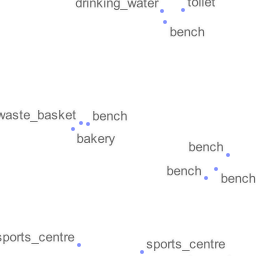 drinking_water
toilet
bench
waste_basket
bench
bakery
bench
bench
bench
sports_centre
sports_centre